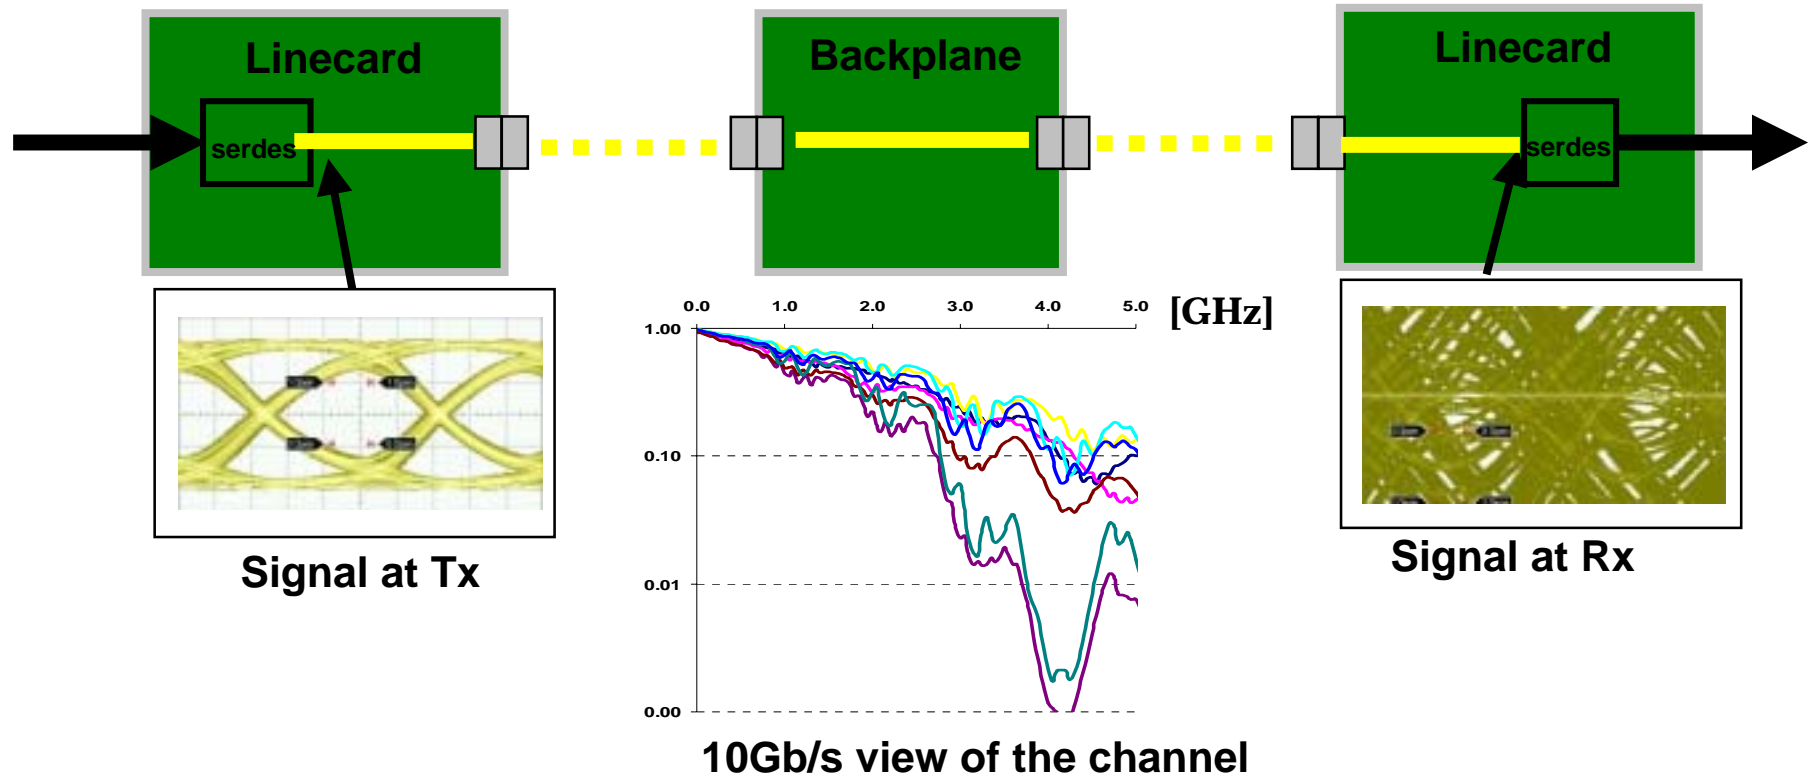 Linecard
Backplane
Linecard
serdes
serdes
0.0 1.0 2.0 3.0 4.0 5.0 [GHz]
1.00
0.10
0.01
0.00
Signal at Tx
Signal at Rx
10Gb/s view of the channel